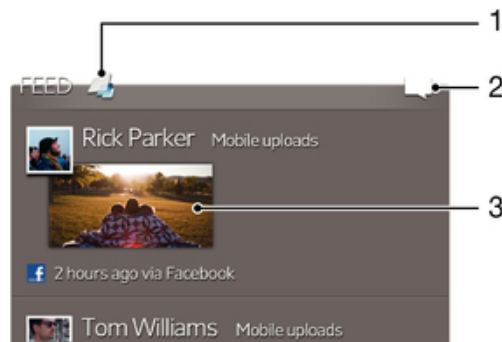 1
FEED
2
Rick Parker Mobile uploads
3
f 2 hours ago via Facebook
Tom Williams Mobile uploads